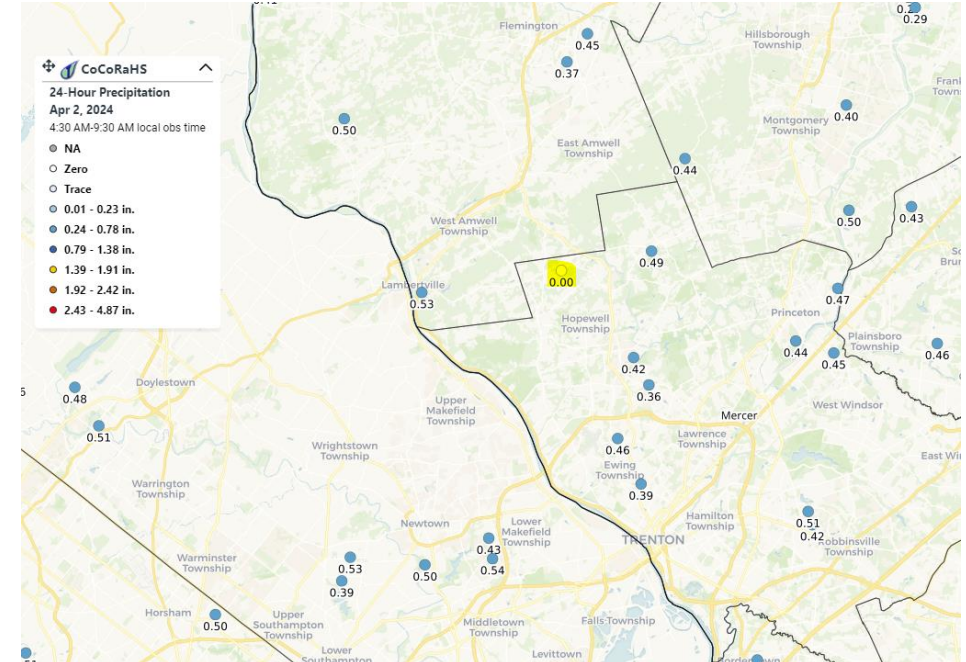 0.29
Flemington
0.45
Hillsborough
Township
0.37
CoCoRaHS
24-Hour Precipitation
Apr 2, 2024
4:30 AM-9:30 AM local obs time
NA
Zero
Trace
0.01 - 0.23 in.
0.24 - 0.78 in.
0.79 - 1.38 in.
1.39 - 1.91 in.
1.92 - 2.42 in.
2.43 - 4.87 in.
0.50
0.40
Montgomery
Township
East Amwell
Township
0.44
0.50
0.43
West Amwell
Township
0.49
0.00
Lambertville
0.53
0.47
Hopewell
Township
Princeton
0.44
0.45
Plainsboro
Township
0.46
0.42
0.36
Doylestown
0.48
0.51
Upper
Makefield
Township
Mercer
West Windsor
Wrightstown
Township
0.46
Lawrence
Township
Ewing
Township
0.39
Warrington
Township
Newtown
Lower
Makefield
Township
0.43
0.54
Hamilton
Township
0.51
0.42
Robbinsville
Township
TRENTON
Warminster
Township
0.53
0.39
0.50
Horsham
0.50
Upper
Southampton
Township
Middletown
Township
Falls Township
Lower
Southampton
Levittown